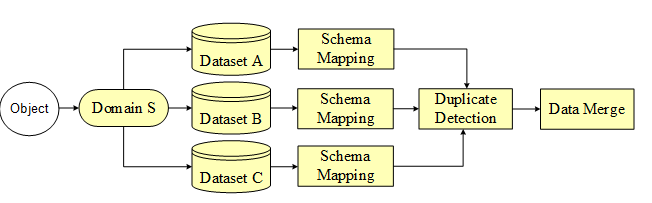 Object
Domain S
Dataset A
Schema
Mapping
Dataset B
Schema
Mapping
Dataset C
Schema
Mapping
Duplicate
Detection
Data Merge